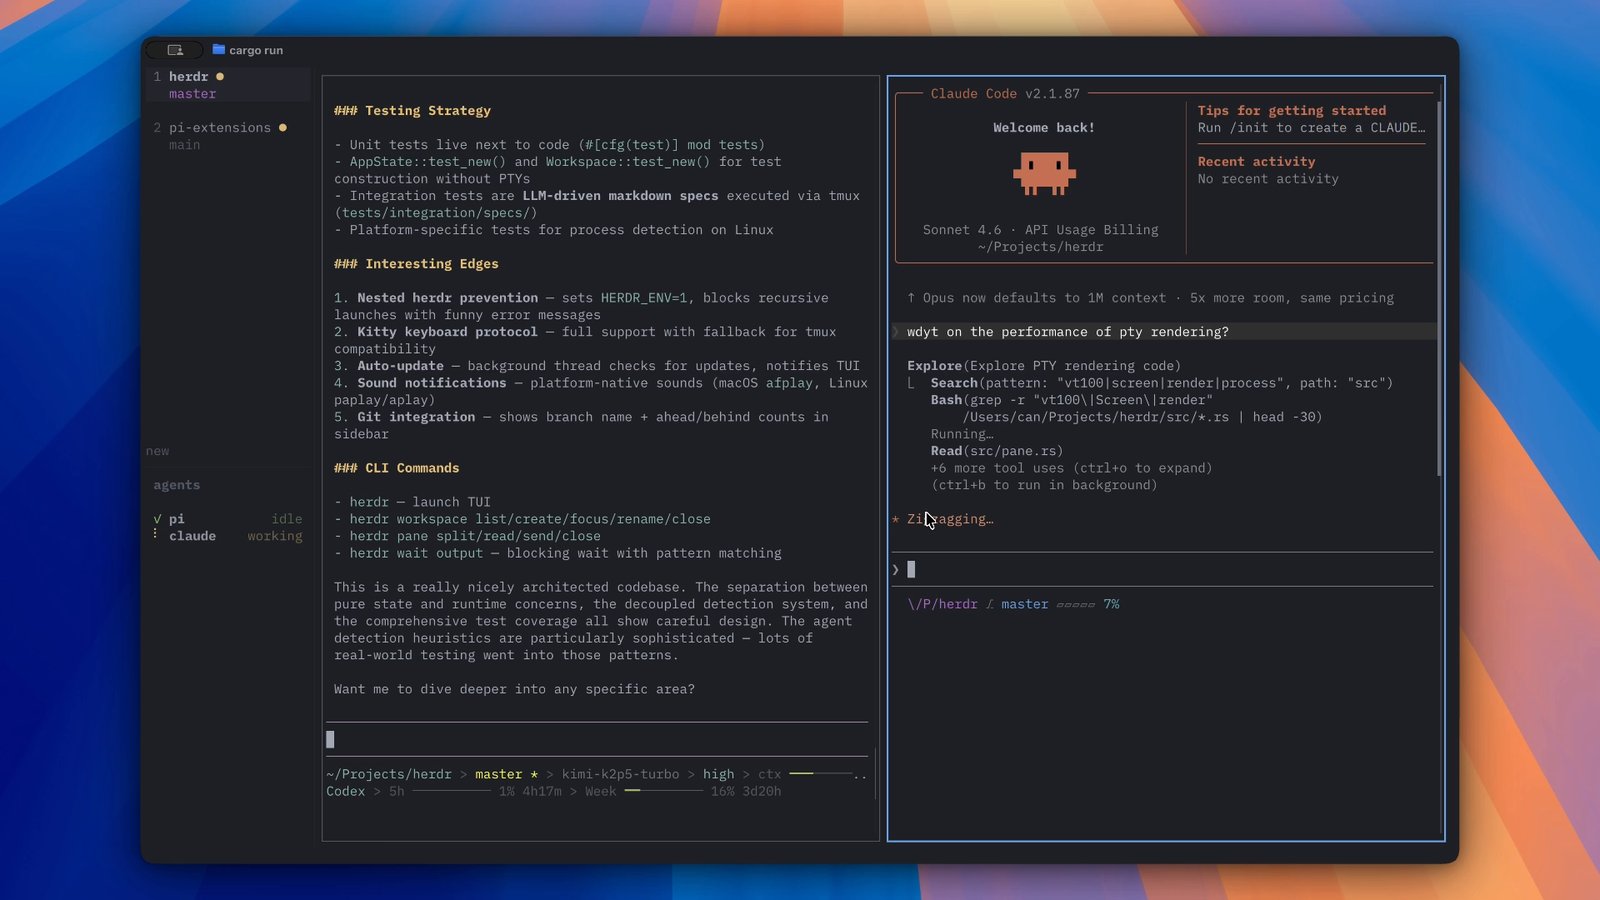 cargo run
1 herdr
master
2 pi-extensions
main
new
agents
✓ pi idle
claude working
### Testing Strategy
- Unit tests live next to code (#[cfg(test)] mod tests)
- AppState::test_new() and Workspace::test_new() for test
construction without PTYs
- Integration tests are LLM-driven markdown specs executed via tmux
(tests/integration/specs/)
- Platform-specific tests for process detection on Linux
### Interesting Edges
1. Nested herdr prevention — sets HERDR_ENV=1, blocks recursive
launches with funny error messages
2. Kitty keyboard protocol — full support with fallback for tmux
compatibility
3. Auto-update — background thread checks for updates, notifies TUI
4. Sound notifications — platform-native sounds (macOS afplay, Linux
paplay/aplay)
5. Git integration — shows branch name + ahead/behind counts in
sidebar
### CLI Commands
- herdr — launch TUI
- herdr workspace list/create/focus/rename/close
- herdr pane split/read/send/close
- herdr wait output — blocking wait with pattern matching
This is a really nicely architected codebase. The separation between
pure state and runtime concerns, the decoupled detection system, and
the comprehensive test coverage all show careful design. The agent
detection heuristics are particularly sophisticated — lots of
real-world testing went into those patterns.
Want me to dive deeper into any specific area?
~/Projects/herdr > master * > kimi-k2p5-turbo > high > ctx ..
Codex > 5h 1% 4h17m > Week 16% 3d20h
Claude Code v2.1.87
Welcome back!
Sonnet 4.6 · API Usage Billing
~/Projects/herdr
Tips for getting started
Run /init to create a CLAUDE…
Recent activity
No recent activity
↑ Opus now defaults to 1M context · 5x more room, same pricing
❯ wdyt on the performance of pty rendering?
Explore(Explore PTY rendering code)
Search(pattern: "vt100|screen|render|process", path: "src")
Bash(grep -r "vt100\|Screen\|render"
/Users/can/Projects/herdr/src/*.rs | head -30)
Running…
Read(src/pane.rs)
+6 more tool uses (ctrl+o to expand)
(ctrl+b to run in background)
❯
\/P/herdr master 7%